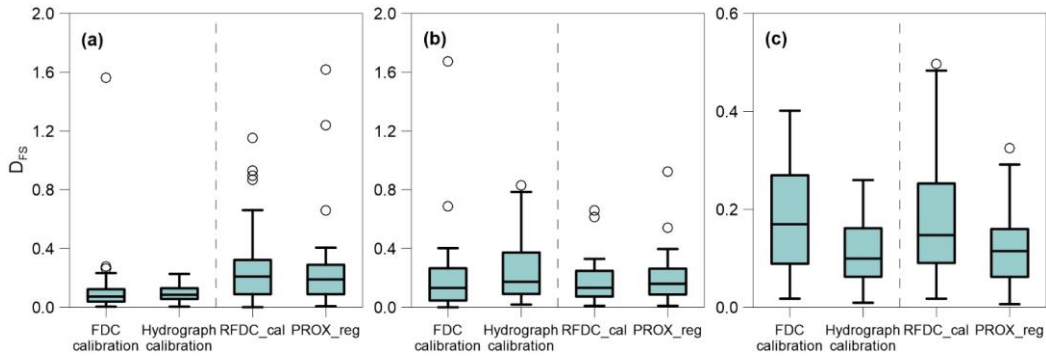 (a)
D_FS
2.0
1.6
1.2
0.8
0.4
0.0
FDC calibration
Hydrograph calibration
RFDC_cal
PROX_reg
(b)
2.0
1.6
1.2
0.8
0.4
0.0
FDC calibration
Hydrograph calibration
RFDC_cal
PROX_reg
(c)
0.6
0.4
0.2
0.0
FDC calibration
Hydrograph calibration
RFDC_cal
PROX_reg